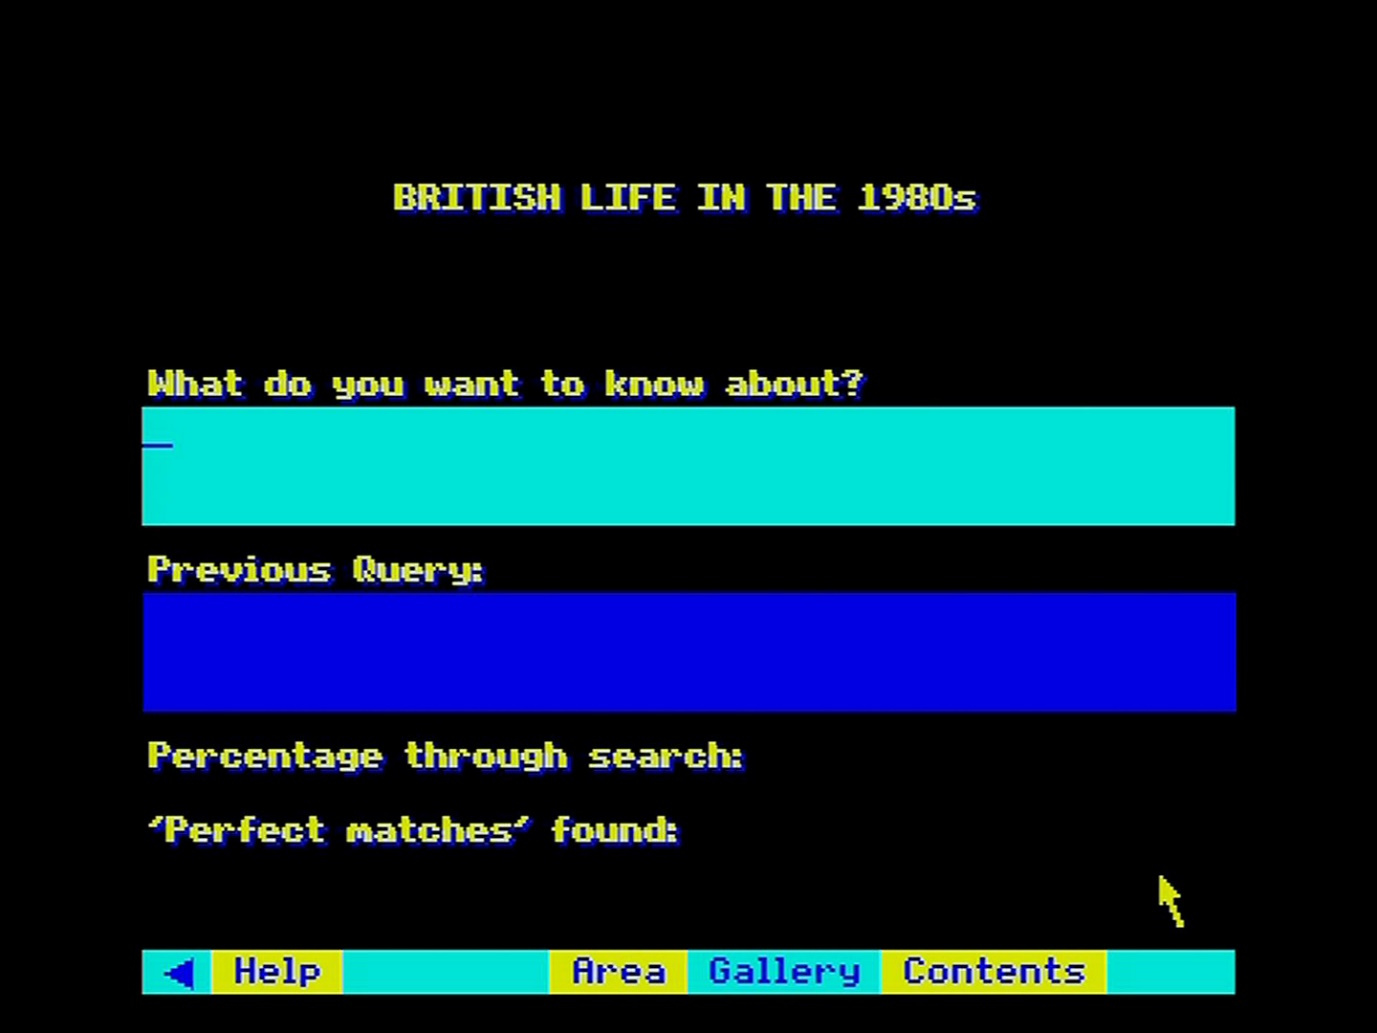 BRITISH LIFE IN THE 1980s
What do you want to know about?
Previous Query:
Percentage through search:
‘Perfect matches’ found:
Help Area Gallery Contents